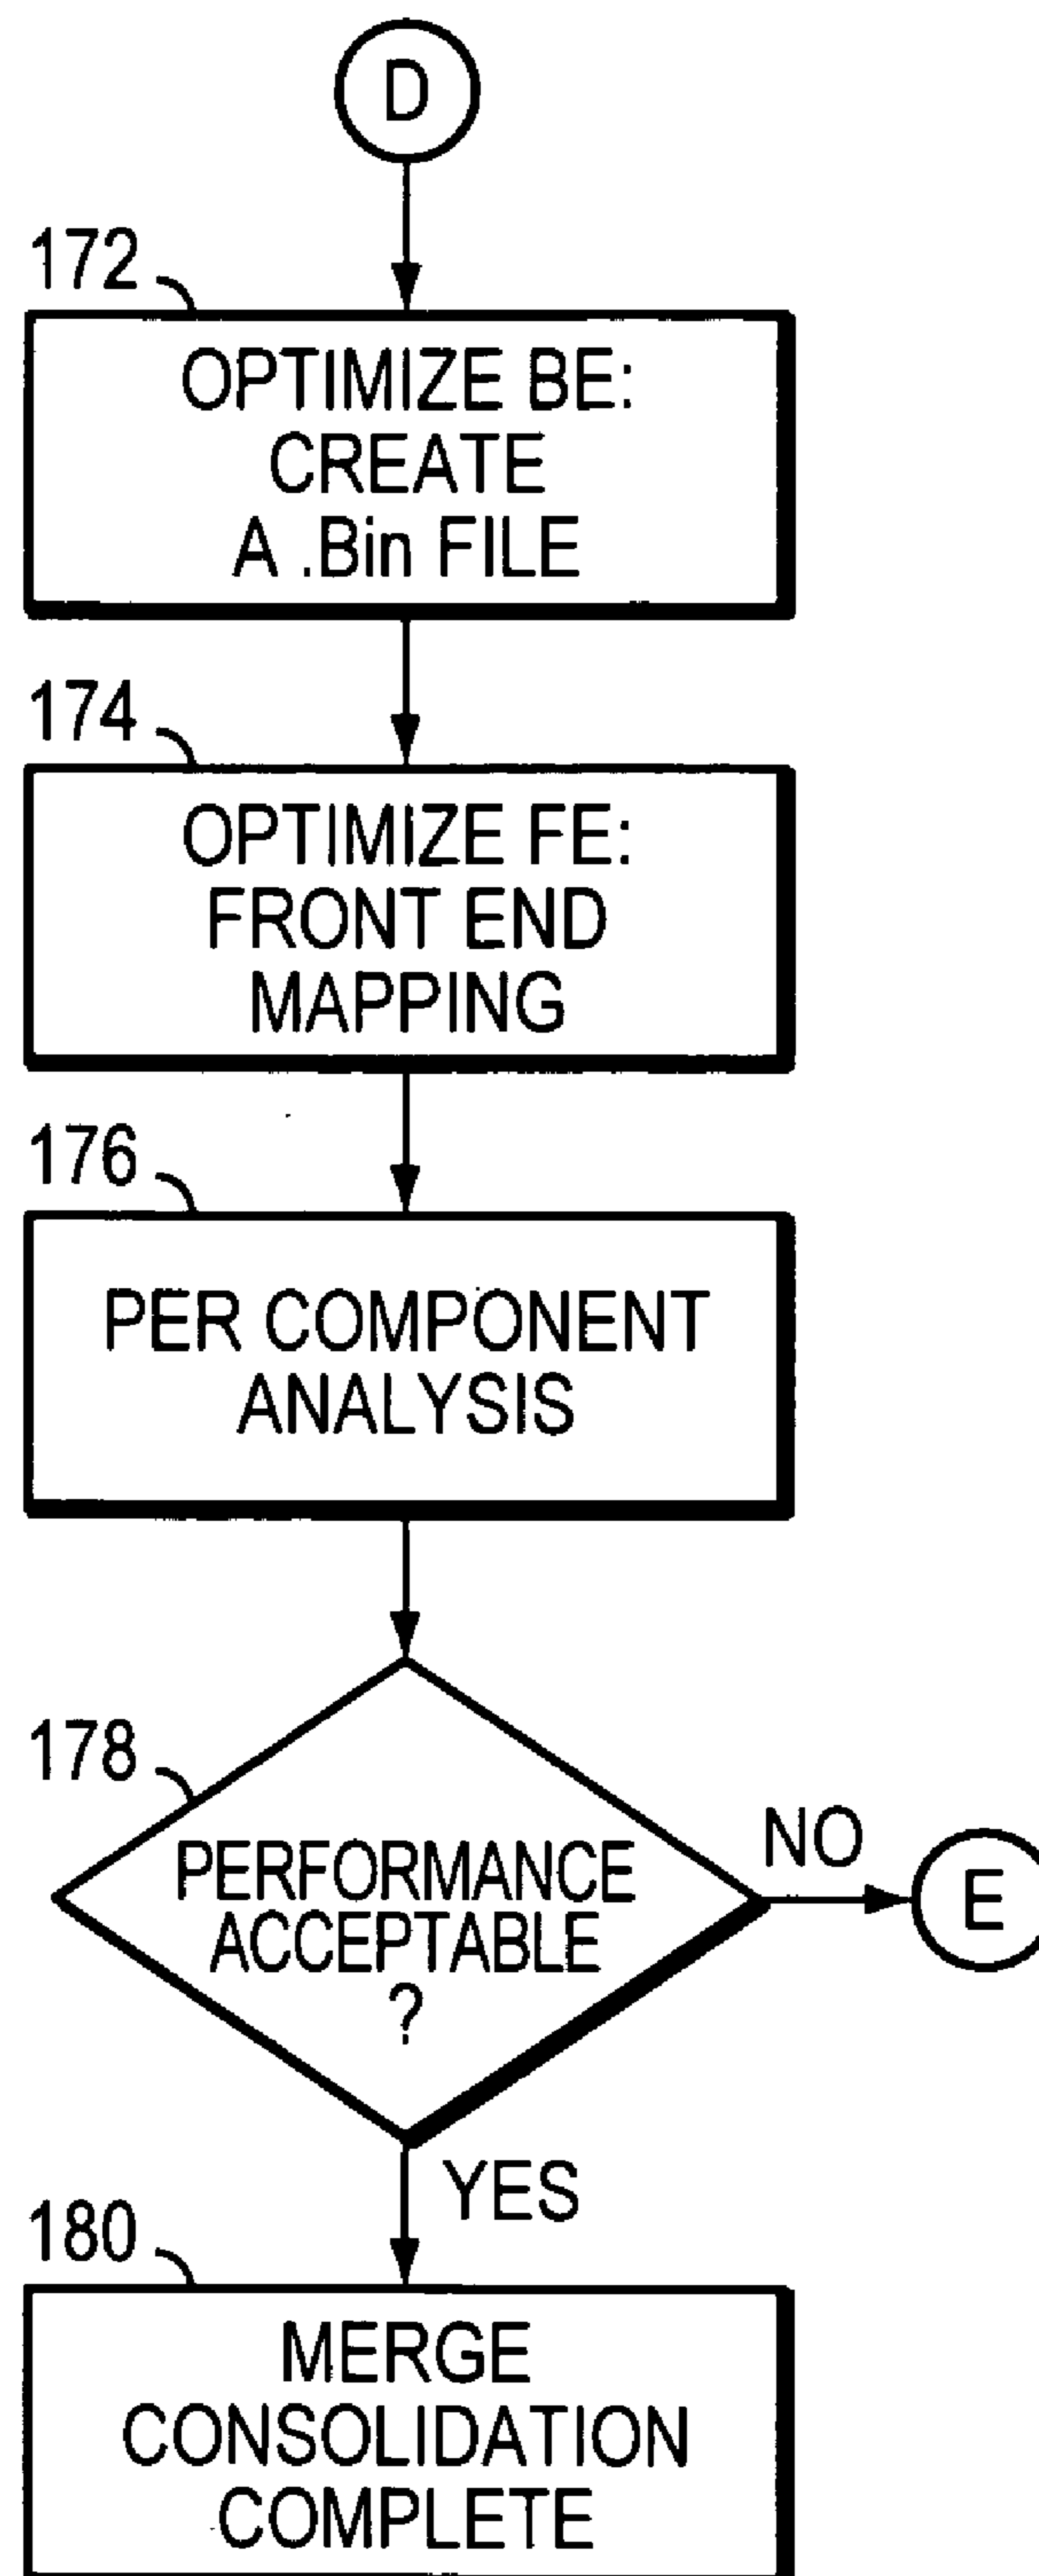 D
172
OPTIMIZE BE:
CREATE
A .Bin FILE
174
OPTIMIZE FE:
FRONT END
MAPPING
176
PER COMPONENT
ANALYSIS
178
PERFORMANCE
ACCEPTABLE
?
NO
E
YES
180
MERGE
CONSOLIDATION
COMPLETE